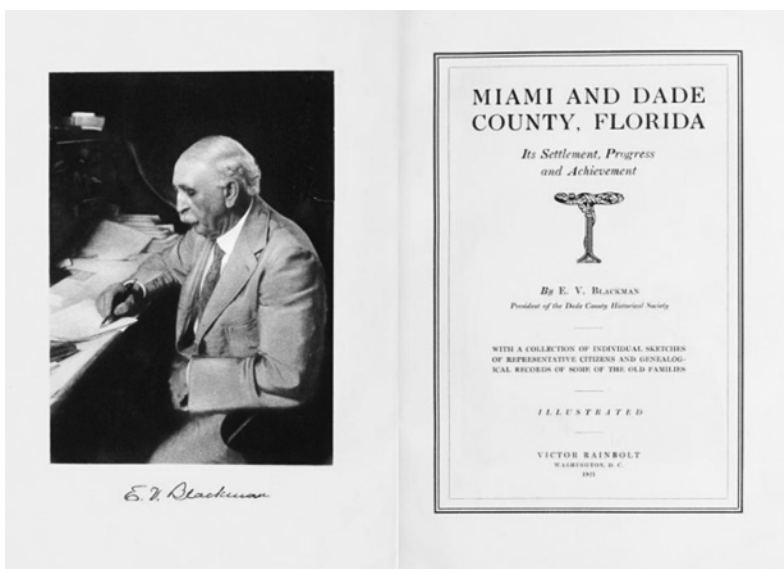 E. V. Blackman
MIAMI AND DADE
COUNTY, FLORIDA
Its Settlement, Progress
and Achievement
By E. V. BLACKMAN
President of the Dade County Historical Society
WITH A COLLECTION OF INDIVIDUAL SKETCHES
OF REPRESENTATIVE CITIZENS AND GENEALOG-
ICAL RECORDS OF SOME OF THE OLD FAMILIES
ILLUSTRATED
VICTOR RAINBOLT
WASHINGTON, D. C.
1921